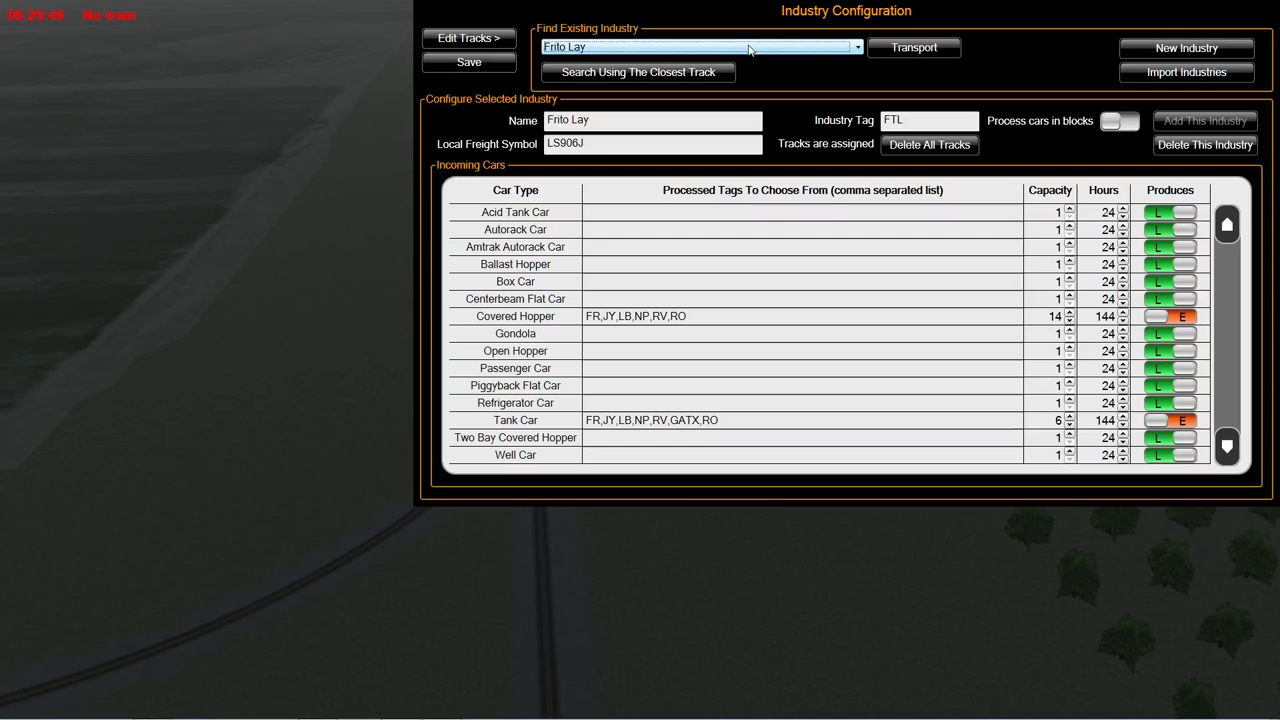 06:29:49 No train
Industry Configuration
Edit Tracks >
Save
Find Existing Industry
Frito Lay
Transport
New Industry
Search Using The Closest Track
Import Industries
Configure Selected Industry
Name Frito Lay Industry Tag FTL Process cars in blocks Add This Industry
Local Freight Symbol LS906J Tracks are assigned Delete All Tracks Delete This Industry
Incoming Cars
Car Type Processed Tags To Choose From (comma separated list) Capacity Hours Produces
Acid Tank Car 1 24 L
Autorack Car 1 24 L
Amtrak Autorack Car 1 24 L
Ballast Hopper 1 24 L
Box Car 1 24 L
Centerbeam Flat Car 1 24 L
Covered Hopper FR,JY,LB,NP,RV,RO 14 144 E
Gondola 1 24 L
Open Hopper 1 24 L
Passenger Car 1 24 L
Piggyback Flat Car 1 24 L
Refrigerator Car 1 24 L
Tank Car FR,JY,LB,NP,RV,GATX,RO 6 144 E
Two Bay Covered Hopper 1 24 L
Well Car 1 24 L